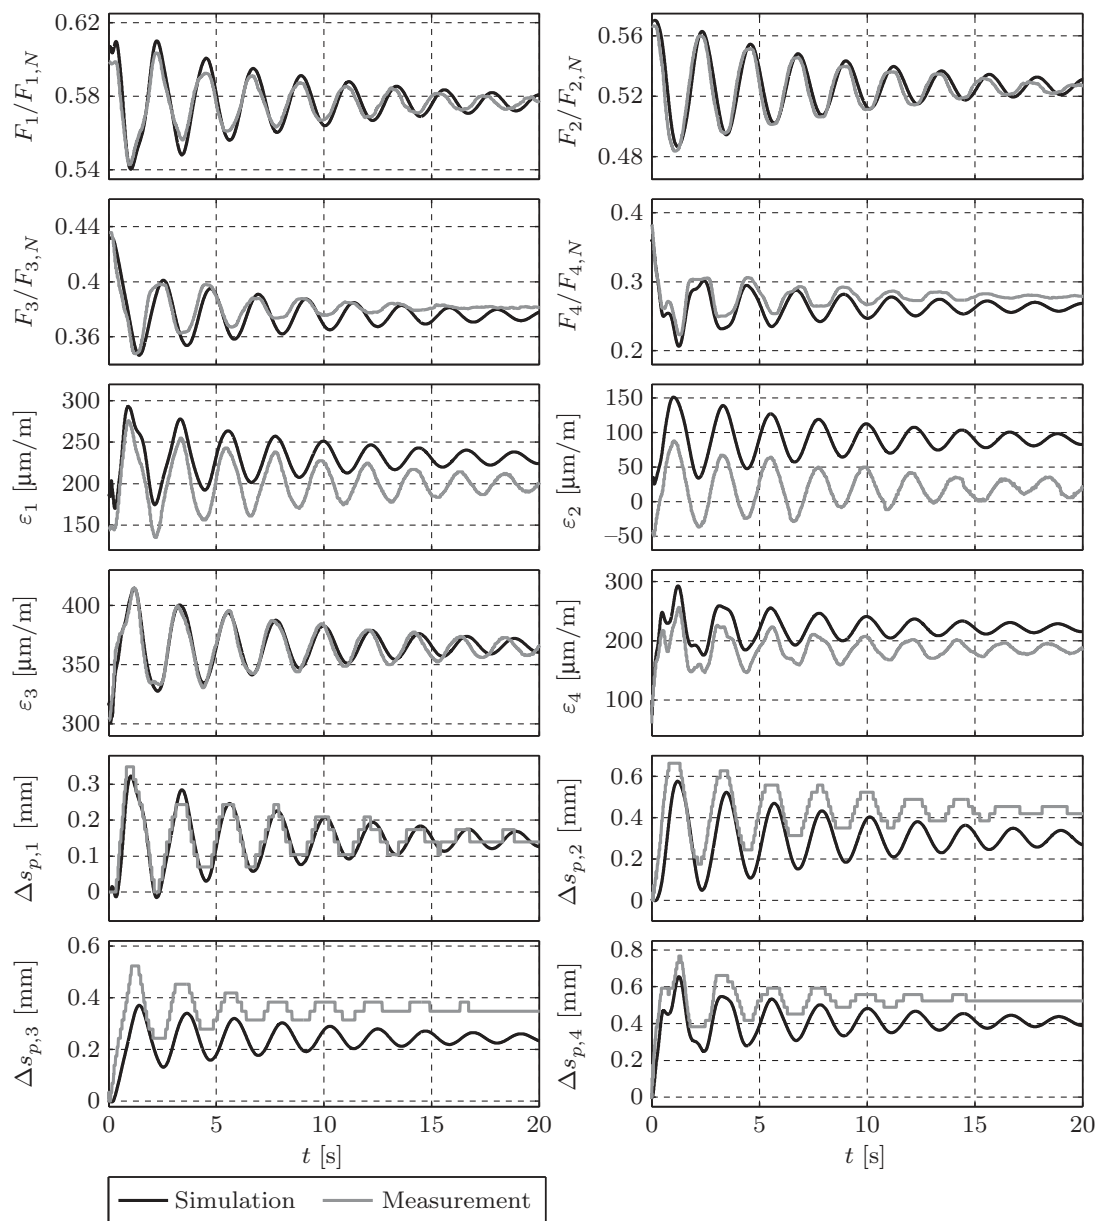 0.62
0.58
0.54
F1/F1,N
0.56
0.52
0.48
F2/F2,N
0.44
0.4
0.36
F3/F3,N
0.4
0.3
0.2
F4/F4,N
300
250
200
150
ε1 [µm/m]
150
100
50
0
−50
ε2 [µm/m]
400
350
300
ε3 [µm/m]
300
200
100
ε4 [µm/m]
0.3
0.2
0.1
0
Δsp,1 [mm]
0.6
0.4
0.2
0
Δsp,2 [mm]
0.6
0.4
0.2
0
Δsp,3 [mm]
0 5 10 15 20
t [s]
0.8
0.6
0.4
0.2
0
Δsp,4 [mm]
0 5 10 15 20
t [s]
Simulation Measurement